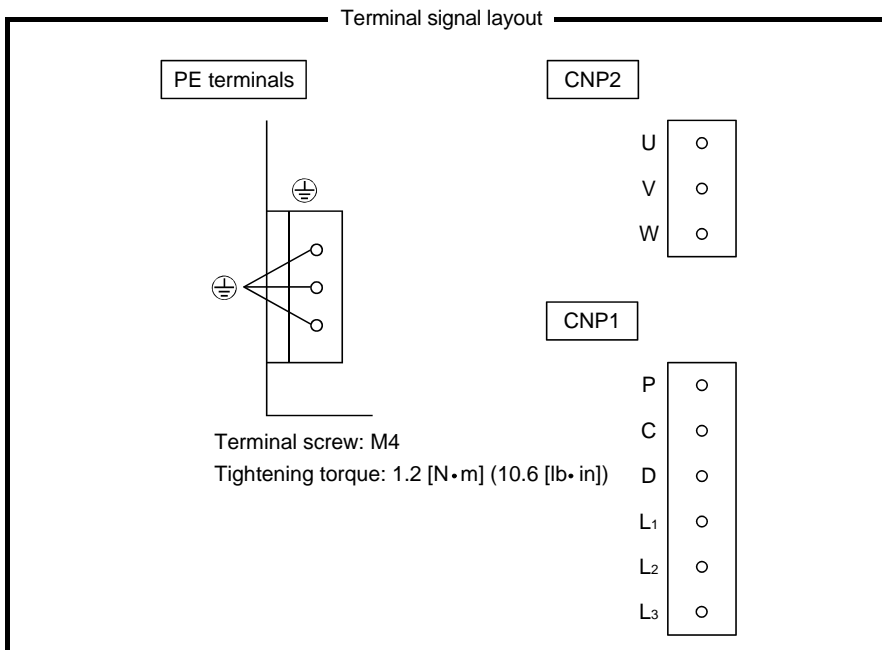 Terminal signal layout
PE terminals
Terminal screw: M4
Tightening torque: 1.2 [N•m] (10.6 [lb• in])
CNP2
U
V
W
CNP1
P
C
D
L1
L2
L3